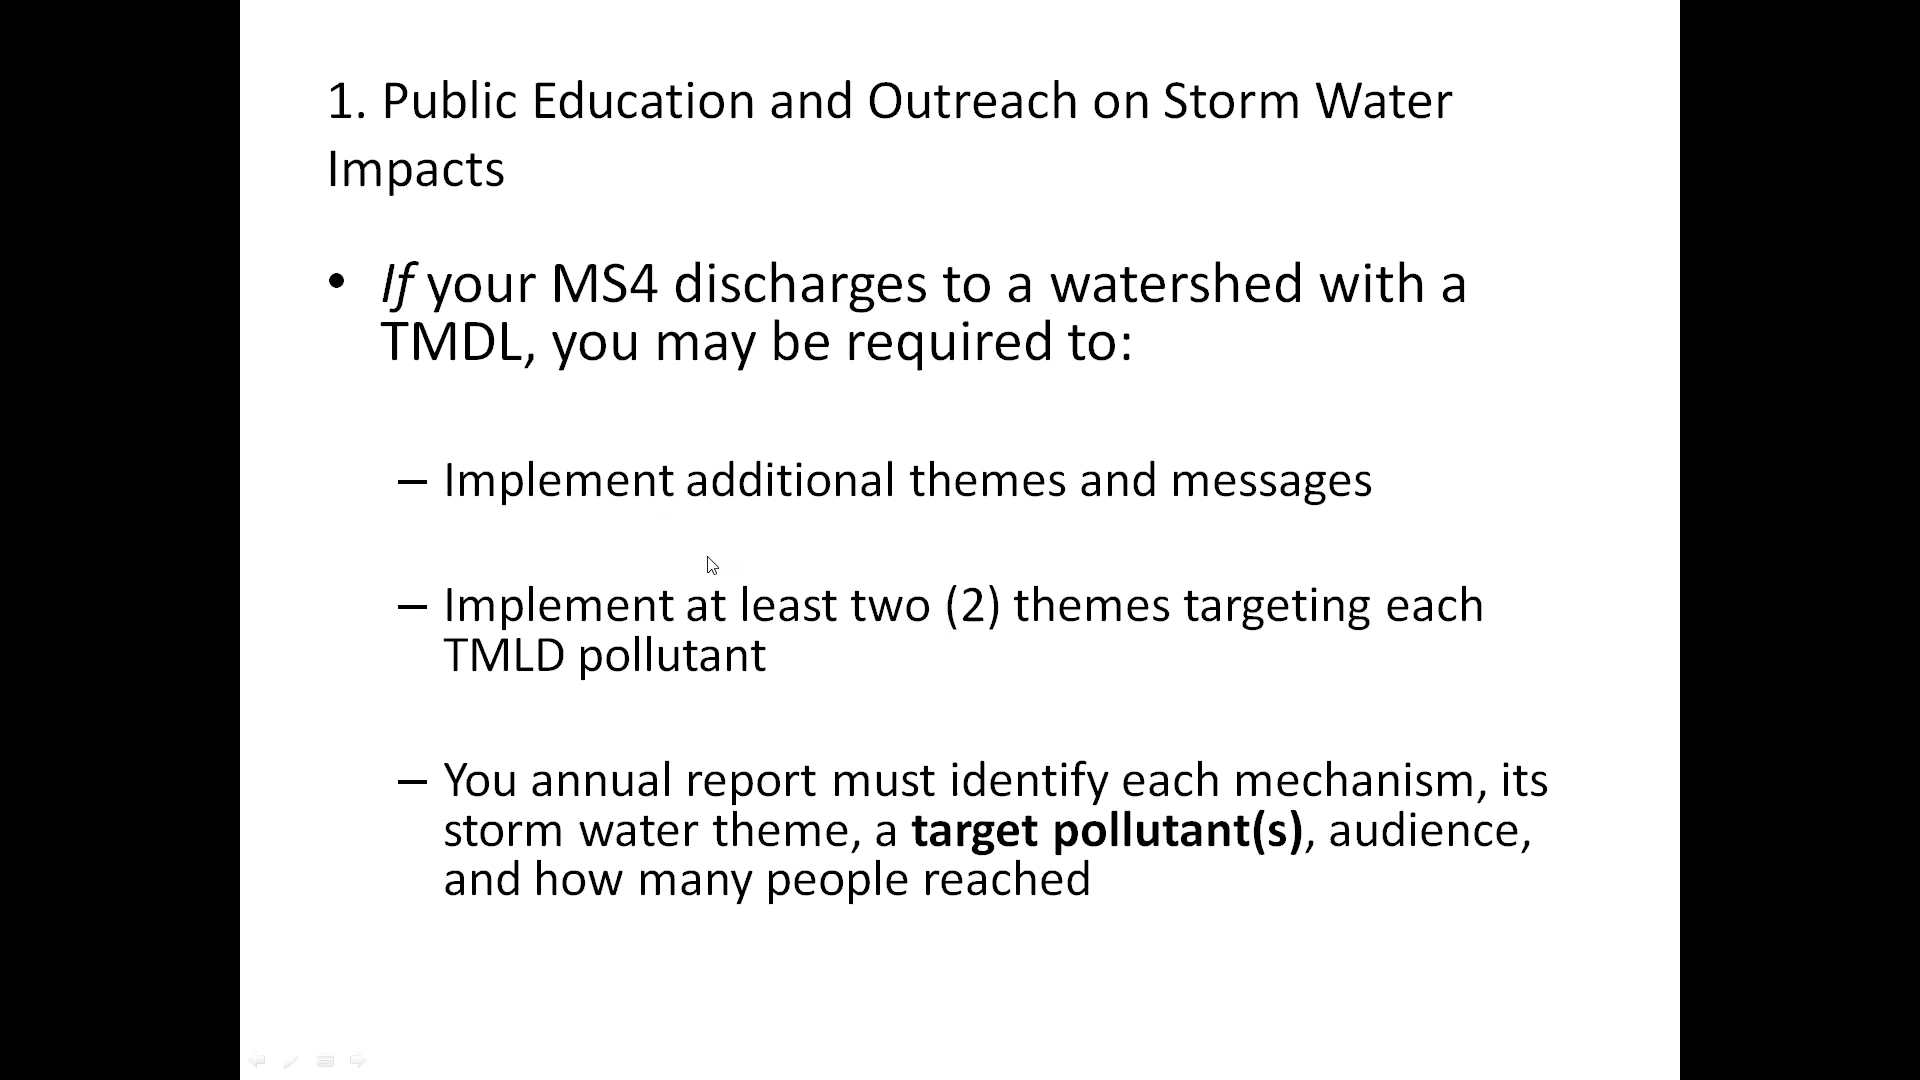 1. Public Education and Outreach on Storm Water
Impacts
• If your MS4 discharges to a watershed with a
TMDL, you may be required to:
– Implement additional themes and messages
– Implement at least two (2) themes targeting each
TMLD pollutant
– You annual report must identify each mechanism, its
storm water theme, a target pollutant(s), audience,
and how many people reached